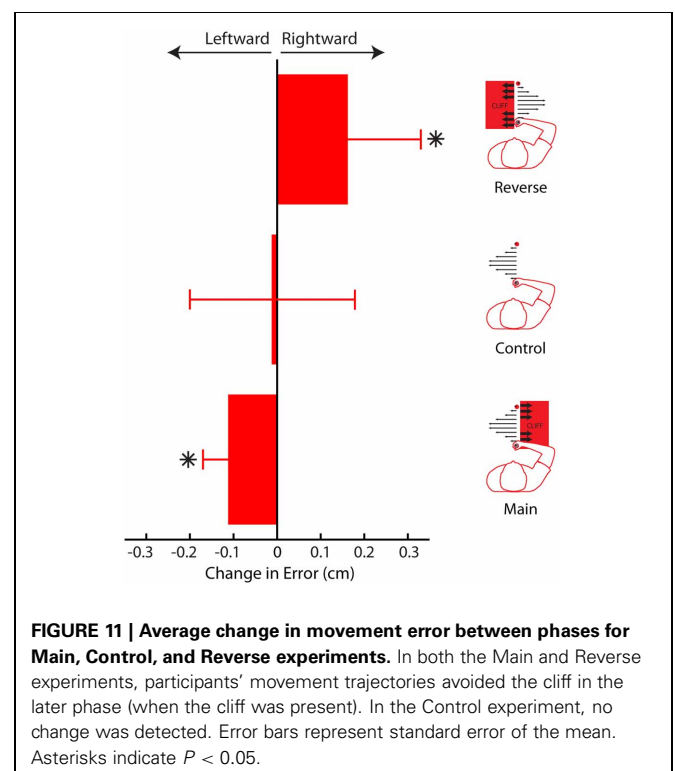 Leftward Rightward
CLIFF
Reverse
Control
CLIFF
Main
-0.3 -0.2 -0.1 0 0.1 0.2 0.3
Change in Error (cm)
FIGURE 11 | Average change in movement error between phases for
Main, Control, and Reverse experiments. In both the Main and Reverse
experiments, participants' movement trajectories avoided the cliff in the
later phase (when the cliff was present). In the Control experiment, no
change was detected. Error bars represent standard error of the mean.
Asterisks indicate P < 0.05.